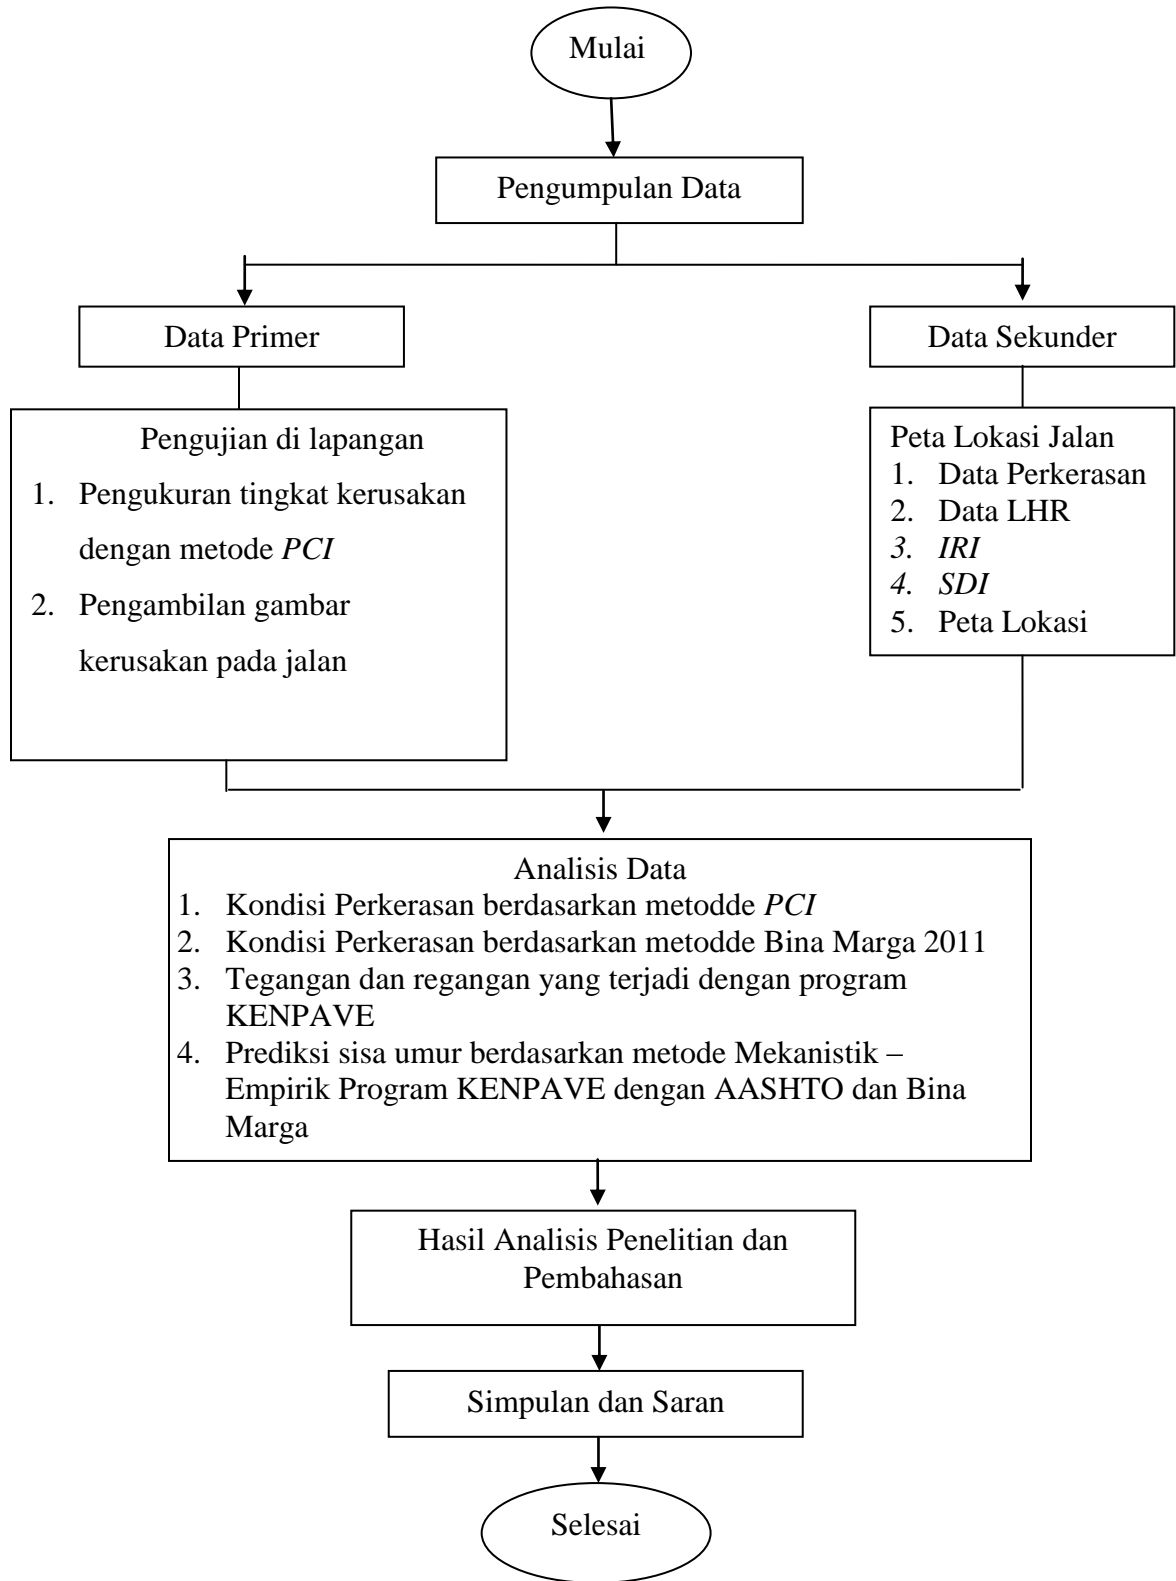 Mulai
Pengumpulan Data
Data Primer
Data Sekunder
Pengujian di lapangan
1. Pengukuran tingkat kerusakan
dengan metode PCI
2. Pengambilan gambar
kerusakan pada jalan
Peta Lokasi Jalan
1. Data Perkerasan
2. Data LHR
3. IRI
4. SDI
5. Peta Lokasi
Analisis Data
1. Kondisi Perkerasan berdasarkan metodde PCI
2. Kondisi Perkerasan berdasarkan metodde Bina Marga 2011
3. Tegangan dan regangan yang terjadi dengan program
KENPAVE
4. Prediksi sisa umur berdasarkan metode Mekanistik –
Empirik Program KENPAVE dengan AASHTO dan Bina
Marga
Hasil Analisis Penelitian dan
Pembahasan
Simpulan dan Saran
Selesai